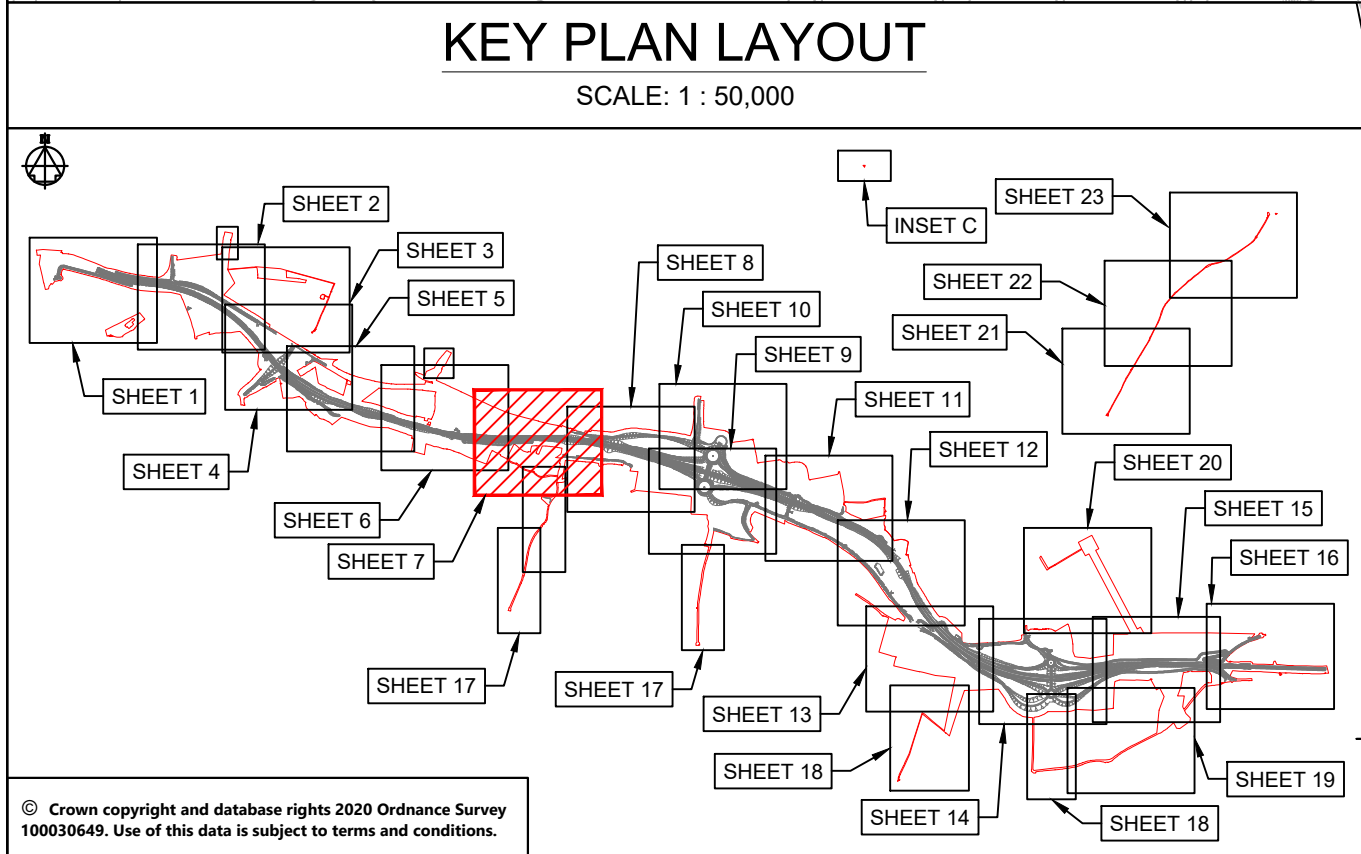 KEY PLAN LAYOUT
SCALE: 1 : 50,000
SHEET 2
SHEET 3
SHEET 5
SHEET 1
SHEET 4
SHEET 6
SHEET 7
SHEET 17
SHEET 8
SHEET 10
SHEET 9
SHEET 11
SHEET 12
INSET C
SHEET 23
SHEET 22
SHEET 21
SHEET 20
SHEET 15
SHEET 16
SHEET 17
SHEET 13
SHEET 18
SHEET 14
SHEET 18
SHEET 19
© Crown copyright and database rights 2020 Ordnance Survey
100030649. Use of this data is subject to terms and conditions.